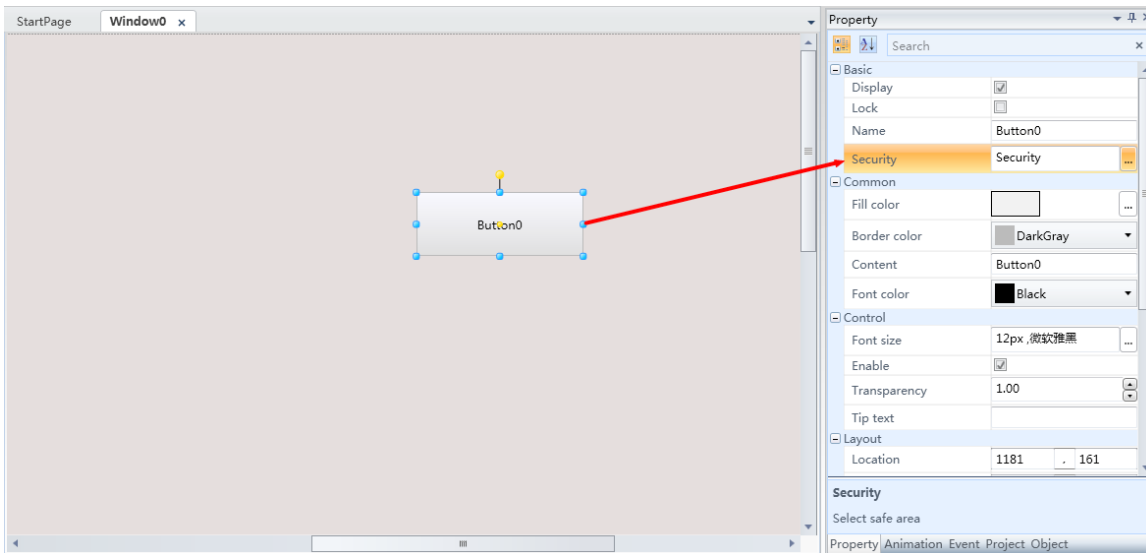 StartPage Window0 x
Button0
Property
Search
Basic
Display
Lock
Name Button0
Security Security ...
Common
Fill color ...
Border color DarkGray
Content Button0
Font color Black
Control
Font size 12px ,微软雅黑 ...
Enable
Transparency 1.00
Tip text
Layout
Location 1181 , 161
Security
Select safe area
Property Animation Event Project Object